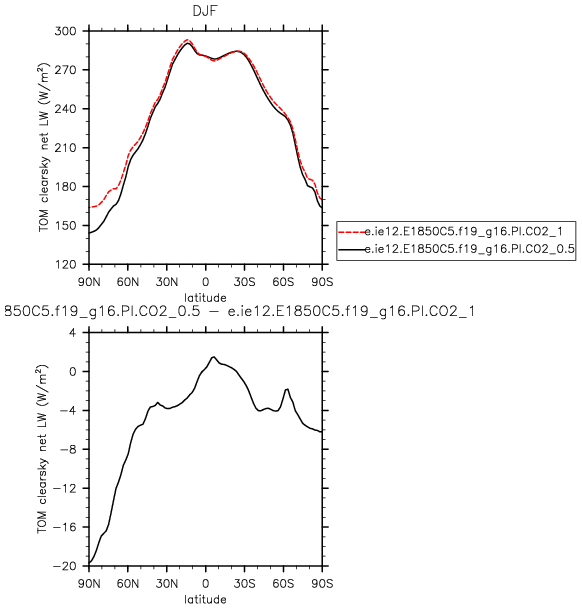 DJF
TOM clearsky net LW (W/m²)
300
270
240
210
180
150
120
90N 60N 30N 0 30S 60S 90S
latitude
e.ie12.E1850C5.f19_g16.PI.CO2_1
e.ie12.E1850C5.f19_g16.PI.CO2_0.5
850C5.f19_g16.PI.CO2_0.5 − e.ie12.E1850C5.f19_g16.PI.CO2_1
TOM clearsky net LW (W/m²)
4
0
−4
−8
−12
−16
−20
90N 60N 30N 0 30S 60S 90S
latitude